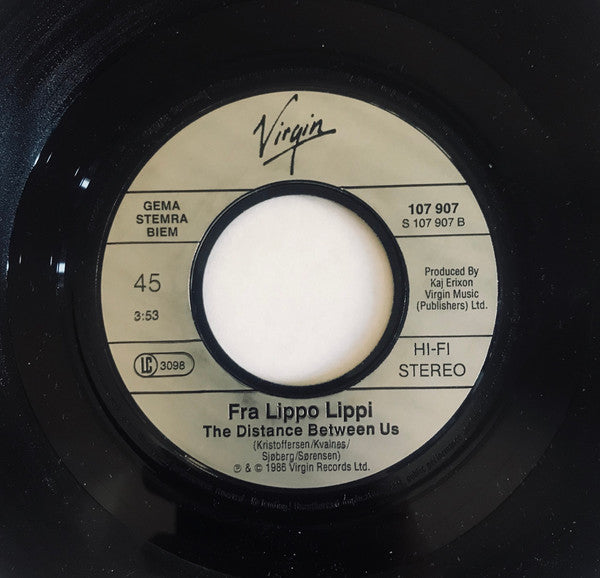 Virgin
GEMA
STEMRA
BIEM
107 907
S 107 907 B
45
3:53
Produced By
Kaj Erixon
Virgin Music
(Publishers) Ltd.
LC 3098
HI-FI
STEREO
Fra Lippo Lippi
The Distance Between Us
(Kristoffersen/Kvaines/
Sjøberg/Sørensen)
℗ & © 1986 Virgin Records Ltd.